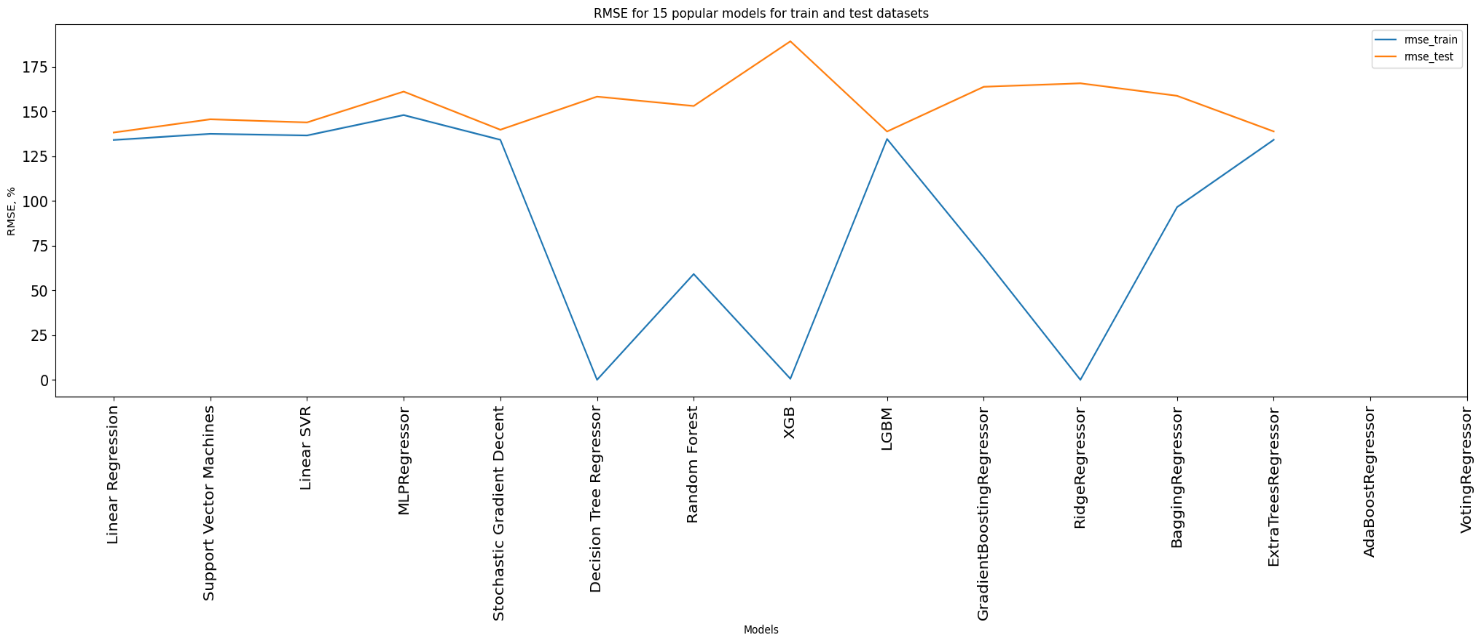 RMSE for 15 popular models for train and test datasets
rmse_train
rmse_test
175
150
125
100
75
50
25
0
RMSE, %
Linear Regression
Support Vector Machines
Linear SVR
MLPRegressor
Stochastic Gradient Decent
Decision Tree Regressor
Random Forest
XGB
LGBM
GradientBoostingRegressor
RidgeRegressor
BaggingRegressor
ExtraTreesRegressor
AdaBoostRegressor
VotingRegressor
Models